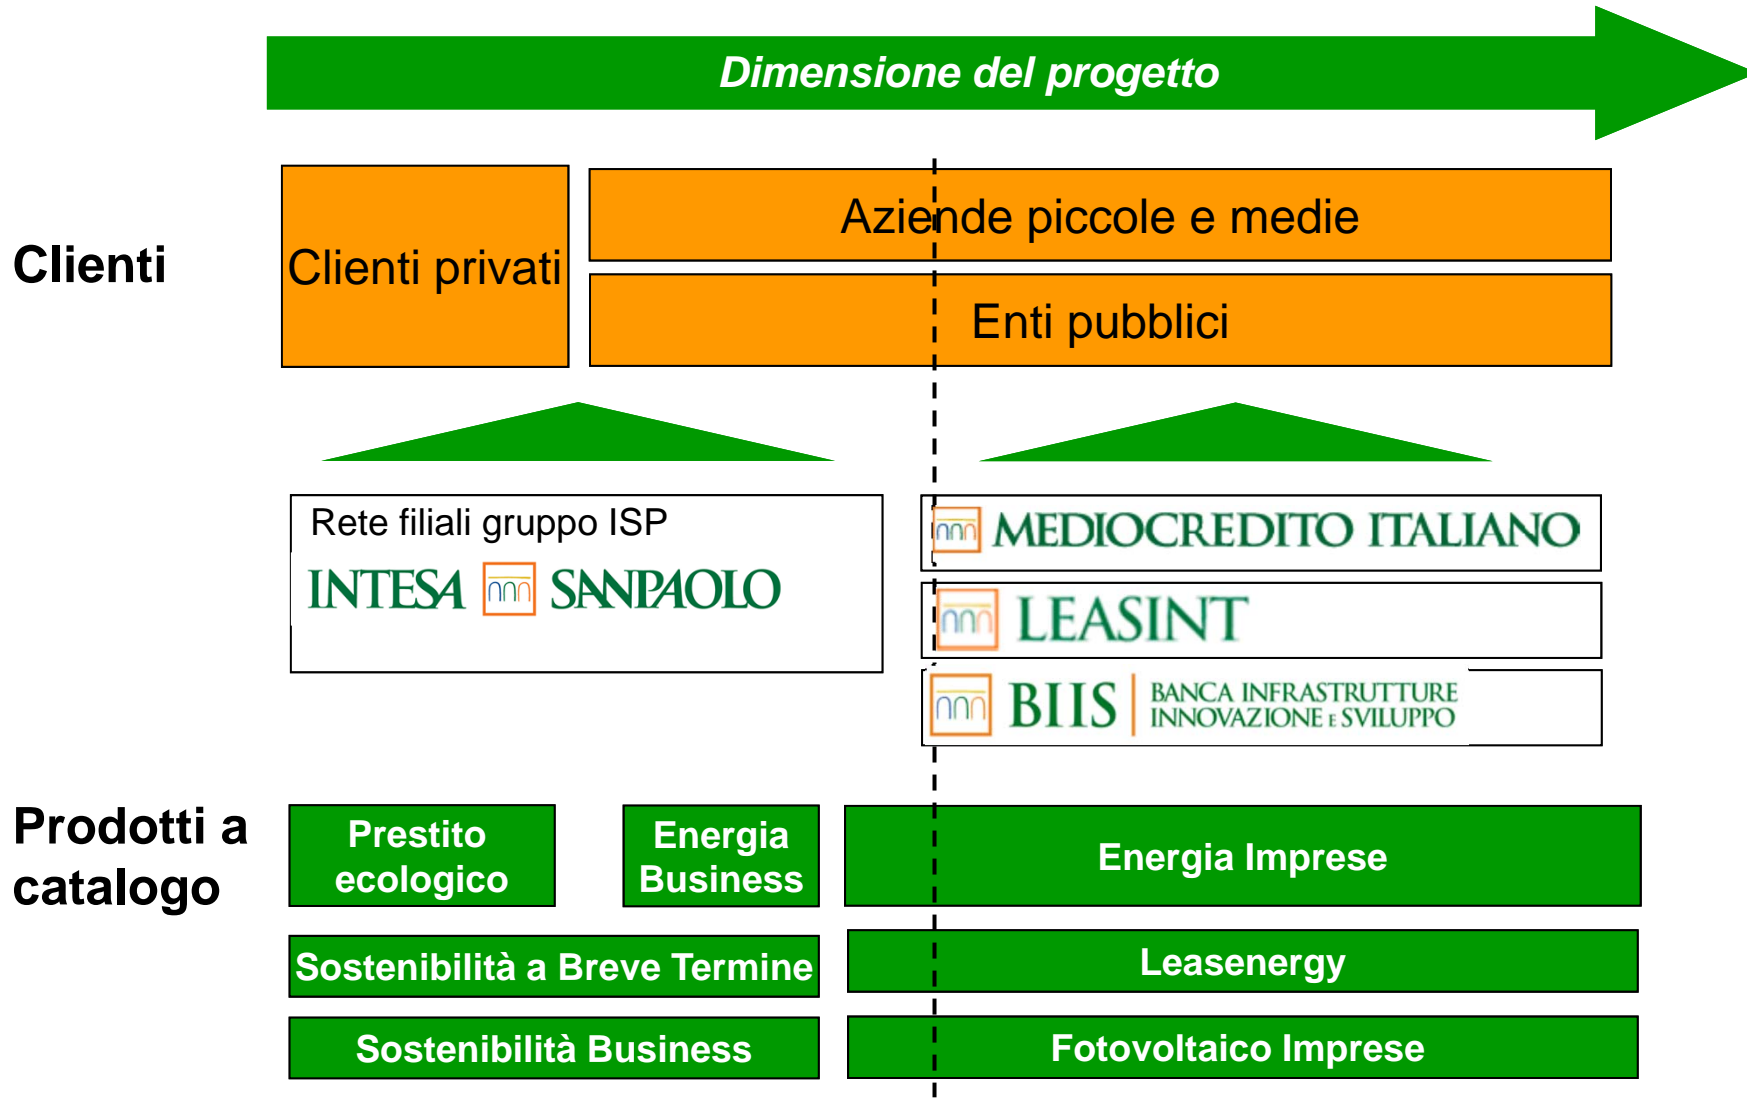 Dimensione del progetto
Clienti
Clienti privati
Aziende piccole e medie
Enti pubblici
Rete filiali gruppo ISP
INTESA SANPAOLO
MEDIOCREDITO ITALIANO
LEASINT
BIIS
BANCA INFRASTRUTTURE
INNOVAZIONE E SVILUPPO
Prodotti a
catalogo
Prestito
ecologico
Energia
Business
Energia Imprese
Sostenibilità a Breve Termine
Leasenergy
Sostenibilità Business
Fotovoltaico Imprese